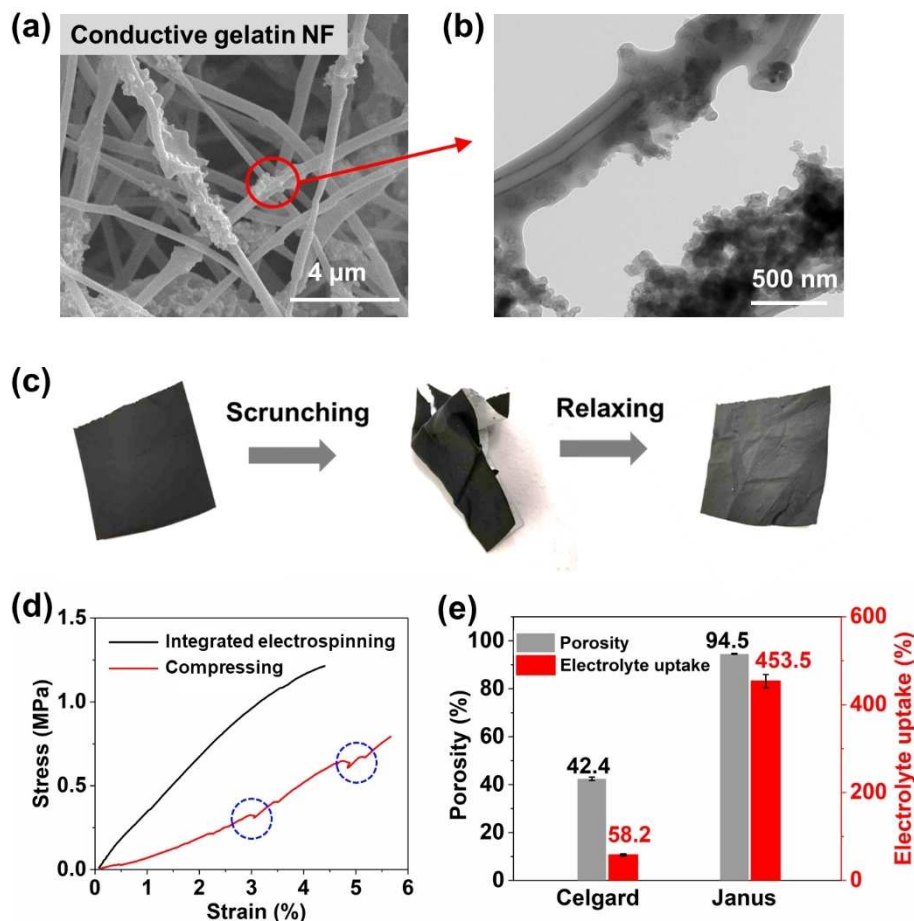 (a)
Conductive gelatin NF
4 μm
(b)
500 nm
(c)
Scrunching
Relaxing
(d)
Stress (MPa)
1.5
1.0
0.5
0.0
Integrated electrospinning
Compressing
0 1 2 3 4 5 6
Strain (%)
(e)
Porosity (%)
100
80
60
40
20
0
Porosity
Electrolyte uptake
42.4
58.2
94.5
453.5
Celgard Janus
600
400
200
0
Electrolyte uptake (%)